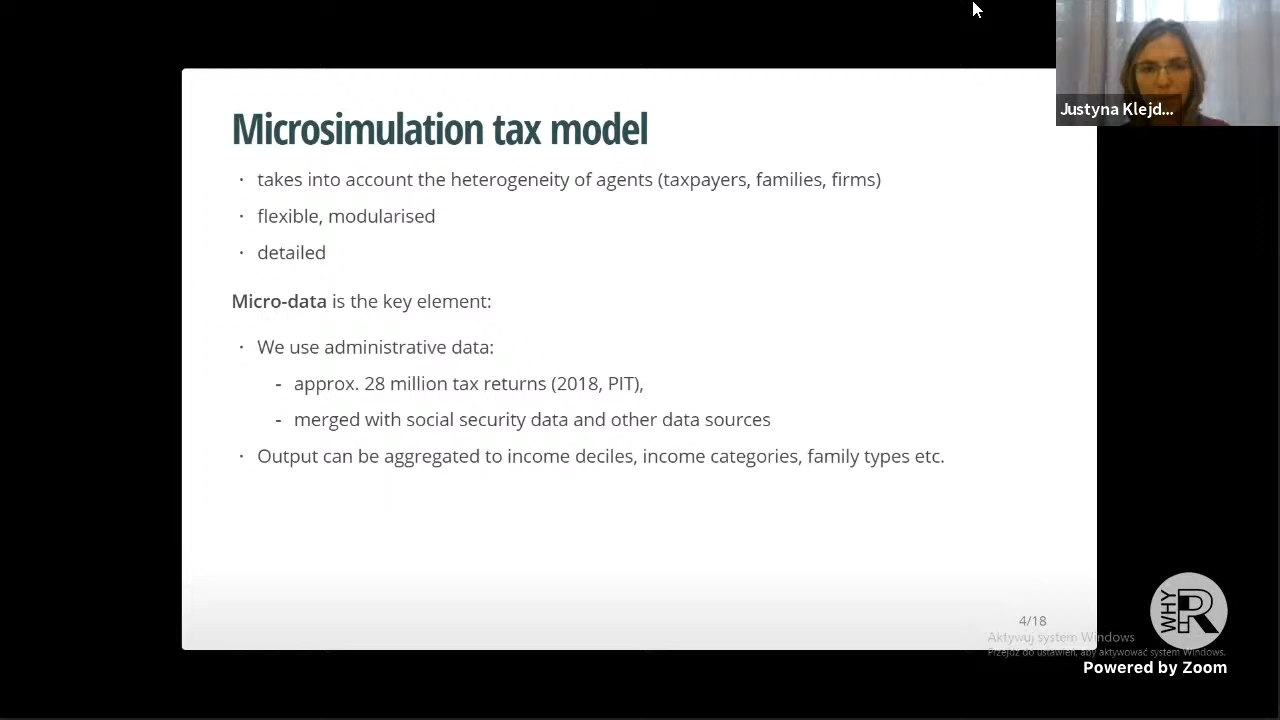 Justyna Klejd...
Microsimulation tax model
· takes into account the heterogeneity of agents (taxpayers, families, firms)
· flexible, modularised
· detailed
Micro-data is the key element:
· We use administrative data:
- approx. 28 million tax returns (2018, PIT),
- merged with social security data and other data sources
· Output can be aggregated to income deciles, income categories, family types etc.
4/18
WHY R
Aktywuj system Windows
Przejdź do ustawień, aby aktywować system Windows.
Powered by Zoom